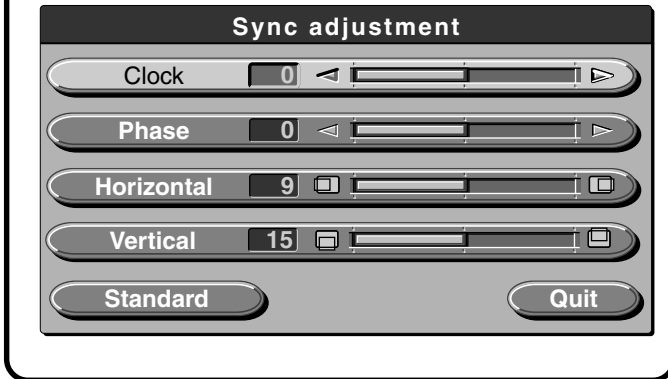 Sync adjustment
Clock 0
Phase 0
Horizontal 9
Vertical 15
Standard Quit